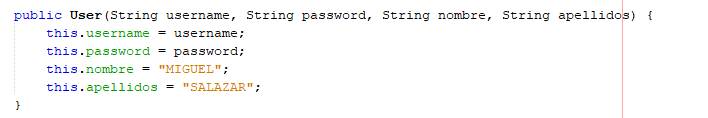 public User(String username, String password, String nombre, String apellidos) {
this.username = username;
this.password = password;
this.nombre = "MIGUEL";
this.apellidos = "SALAZAR";
}